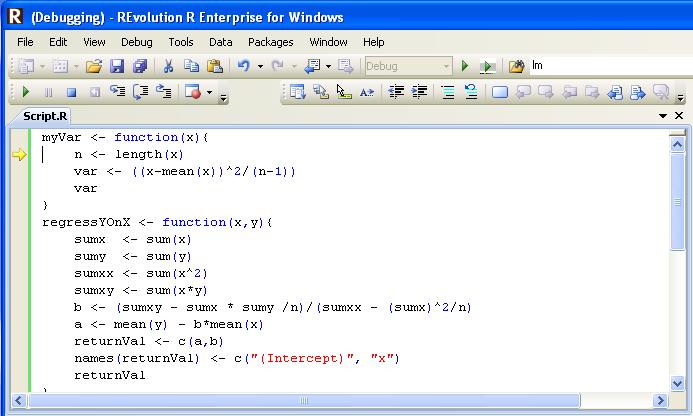 R (Debugging) - REvolution R Enterprise for Windows
File Edit View Debug Tools Data Packages Window Help
Debug lm
Script.R
myVar <- function(x){
    n <- length(x)
    var <- ((x-mean(x))^2/(n-1))
    var
}
regressYOnX <- function(x,y){
    sumx  <- sum(x)
    sumy  <- sum(y)
    sumxx <- sum(x^2)
    sumxy <- sum(x*y)
    b <- (sumxy - sumx * sumy /n)/(sumxx - (sumx)^2/n)
    a <- mean(y) - b*mean(x)
    returnVal <- c(a,b)
    names(returnVal) <- c("(Intercept)", "x")
    returnVal